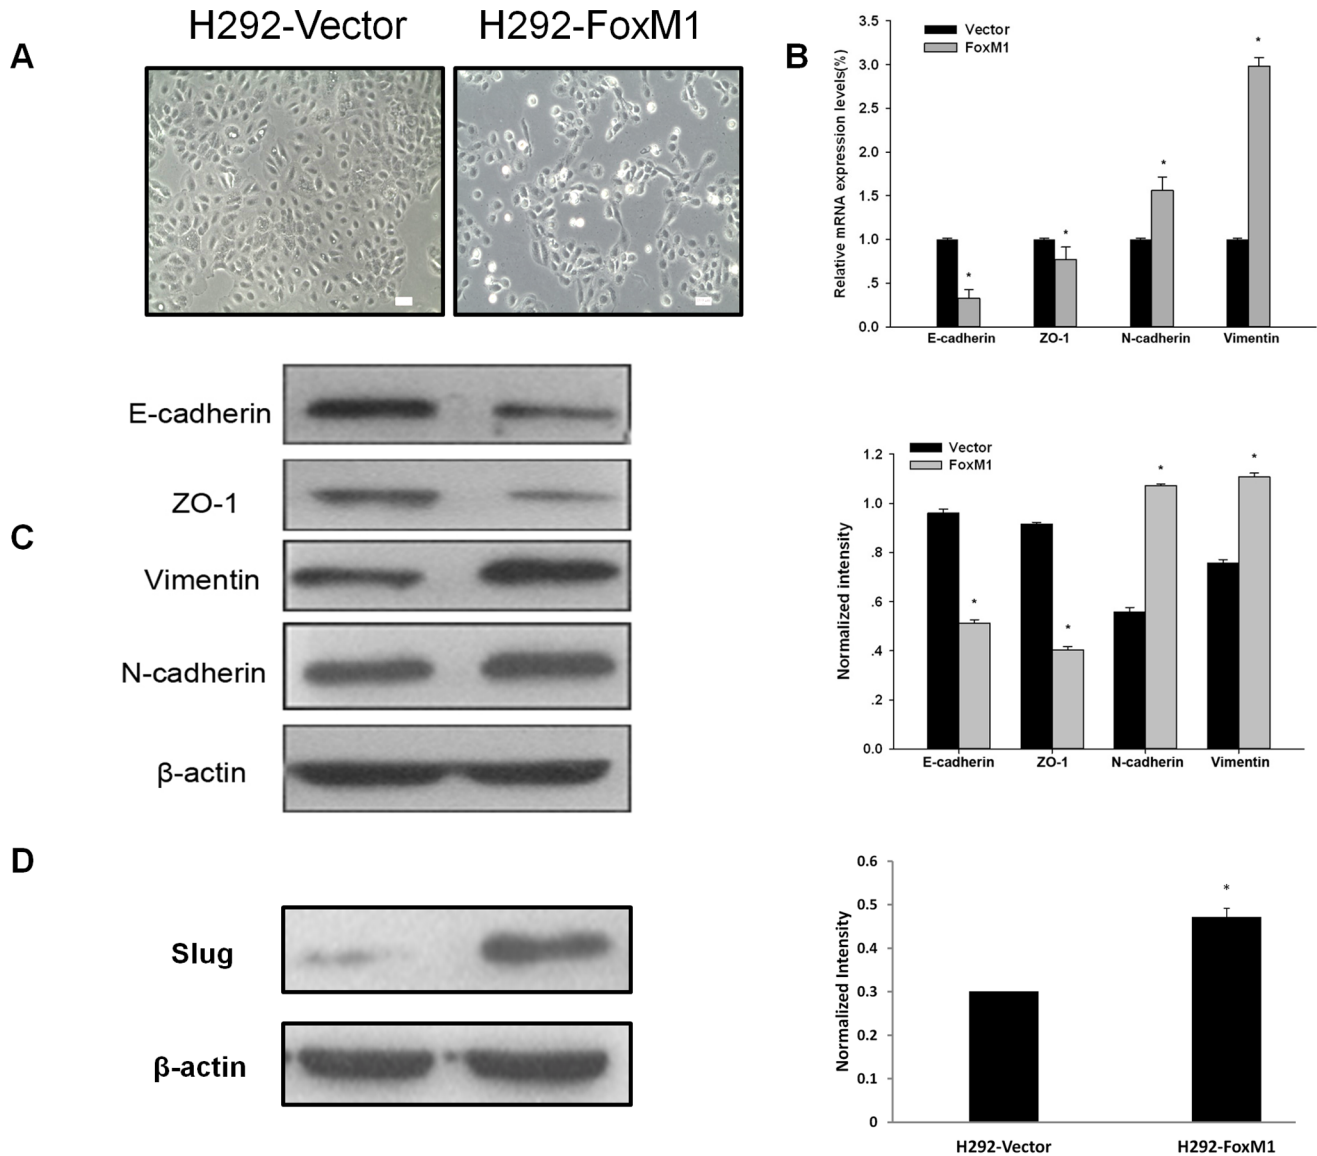 H292-Vector H292-FoxM1
A
B
Vector
FoxM1
*
*
*
*
Relative mRNA expression levels(%)
3.5
3.0
2.5
2.0
1.5
1.0
.5
0.0
E-cadherin ZO-1 N-cadherin Vimentin
C
E-cadherin
ZO-1
Vimentin
N-cadherin
β-actin
Vector
FoxM1
*
*
*
*
Normalized intensity
1.2
1.0
.8
.6
.4
.2
0.0
E-cadherin ZO-1 N-cadherin Vimentin
D
Slug
β-actin
*
Normalized Intensity
0.6
0.5
0.4
0.3
0.2
0.1
0
H292-Vector H292-FoxM1